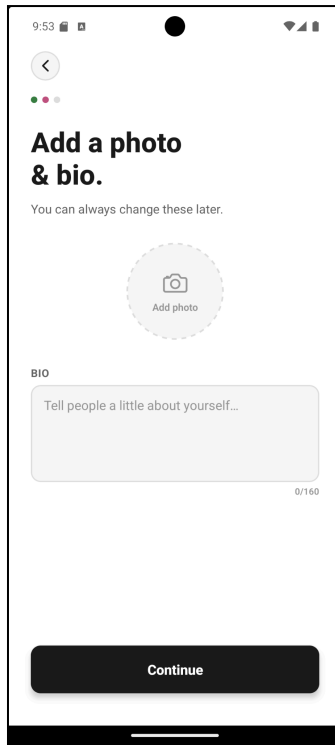 9:53
Add a photo
& bio.
You can always change these later.
Add photo
BIO
Tell people a little about yourself...
0/160
Continue